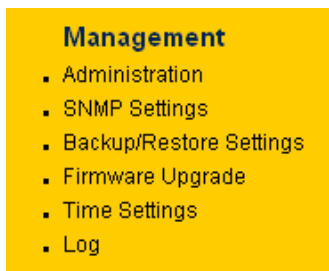 Management
Administration
SNMP Settings
Backup/Restore Settings
Firmware Upgrade
Time Settings
Log